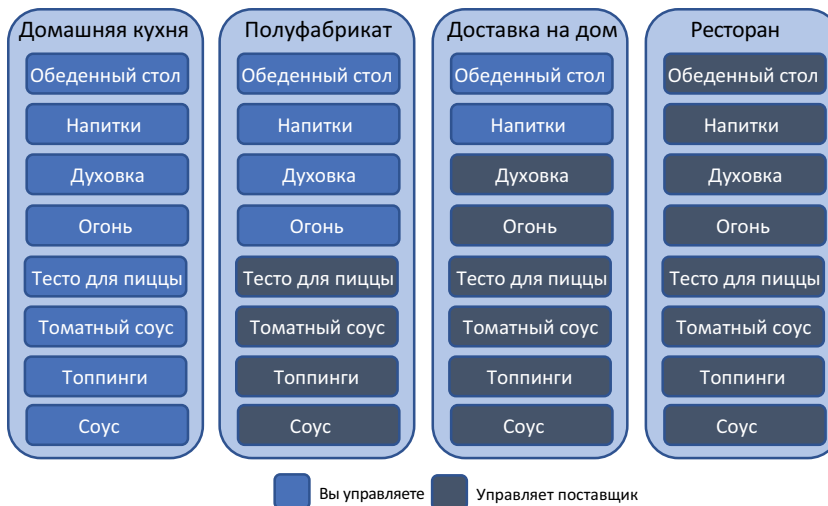 Домашняя кухня
Обеденный стол
Напитки
Духовка
Огонь
Тесто для пиццы
Томатный соус
Топпинги
Соус
Полуфабрикат
Обеденный стол
Напитки
Духовка
Огонь
Тесто для пиццы
Томатный соус
Топпинги
Соус
Доставка на дом
Обеденный стол
Напитки
Духовка
Огонь
Тесто для пиццы
Томатный соус
Топпинги
Соус
Ресторан
Обеденный стол
Напитки
Духовка
Огонь
Тесто для пиццы
Томатный соус
Топпинги
Соус
Вы управляете
Управляет поставщик